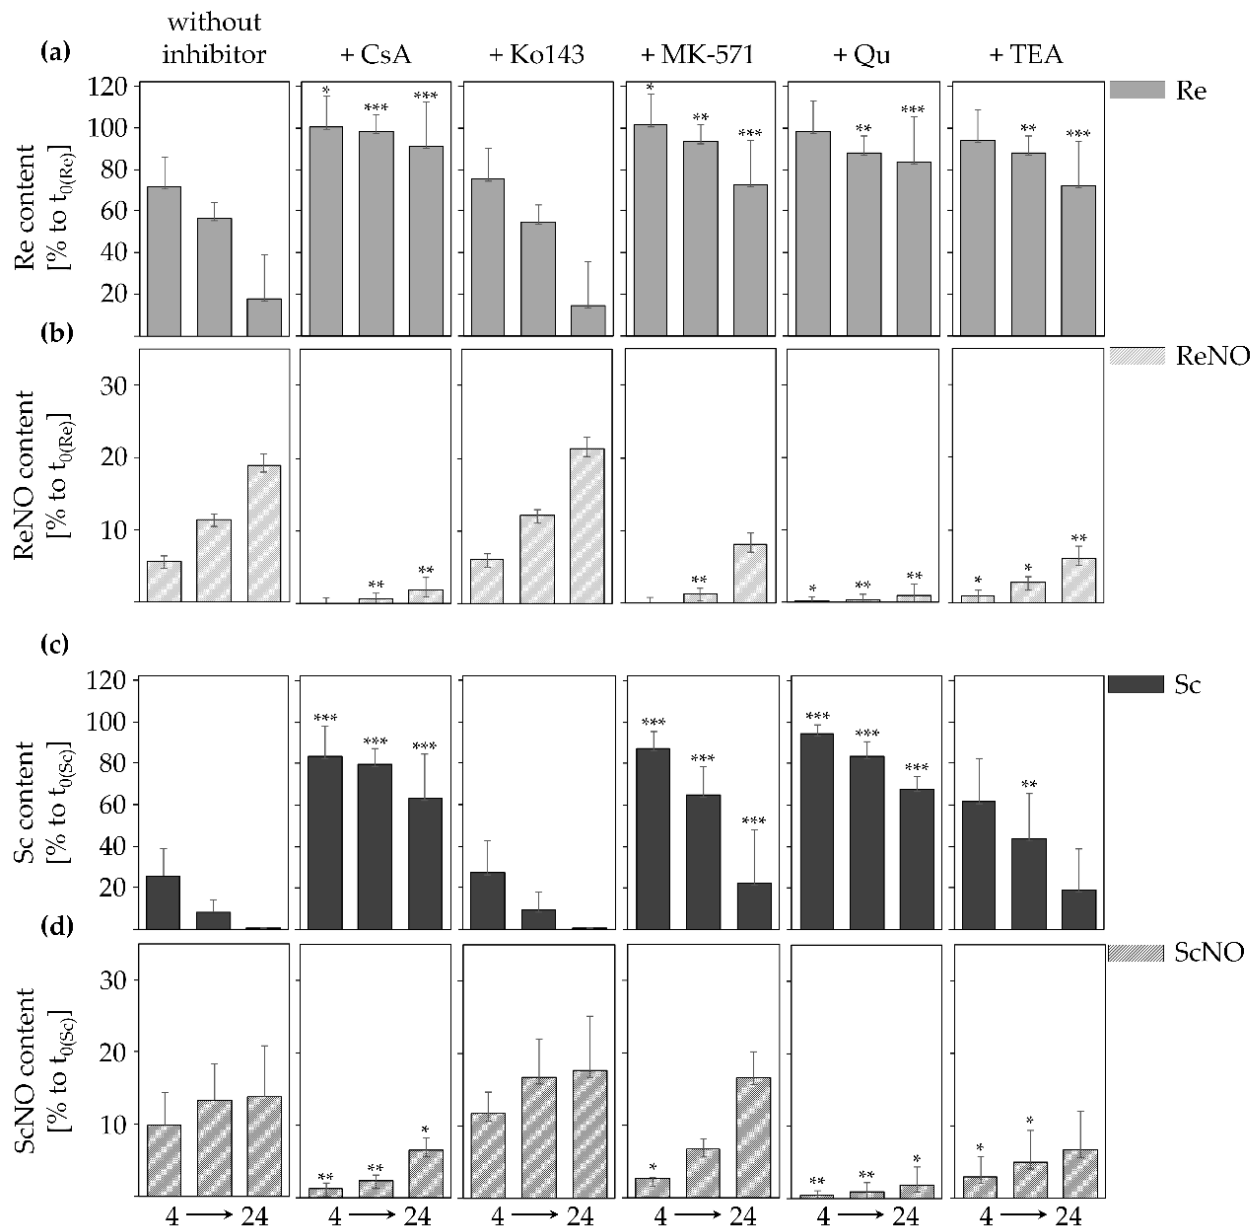 without
(a) inhibitor + CsA + Ko143 + MK-571 + Qu + TEA
120 * *** *** * ** *** ** *** ** *** Re
100
80
60
40
20
Re content
[% to t0(Re)]
(b)
ReNO
30
20
10
ReNO content
[% to t0(Re)]
** ** ** * ** ** * * **
(c)
120 Sc
100
80
60
40
20
Sc content
[% to t0(Sc)]
*** *** *** *** *** *** *** *** *** **
(d)
ScNO
30
20
10
ScNO content
[% to t0(Sc)]
** ** * * ** ** * * *
4 → 24 4 → 24 4 → 24 4 → 24 4 → 24 4 → 24